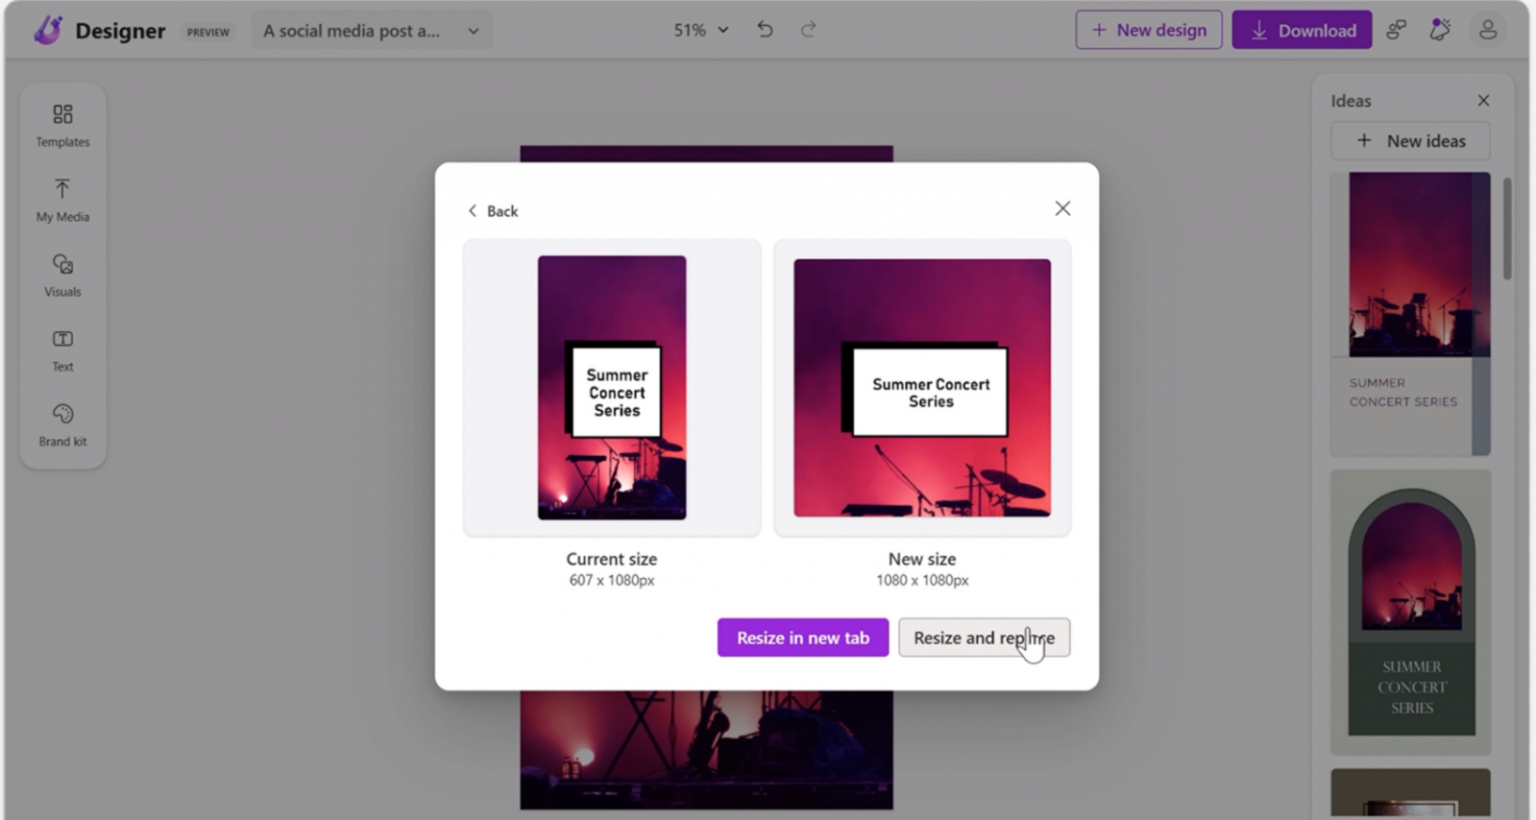 Designer PREVIEW A social media post a... 51% New design Download
Templates
My Media
Visuals
Text
Brand kit
Back
Summer
Concert
Series
Summer Concert
Series
Current size
607 x 1080px
New size
1080 x 1080px
Resize in new tab
Resize and
Ideas
New ideas
SUMMER
CONCERT SERIES
SUMMER
CONCERT
SERIES